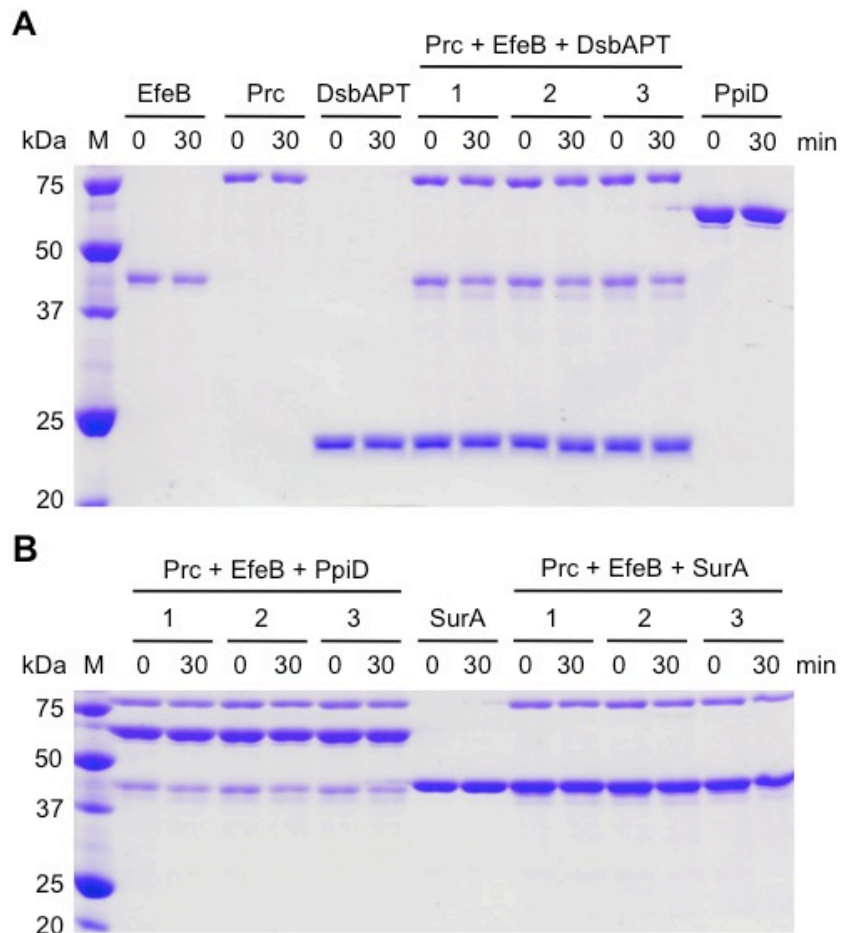 A
Prc + EfeB + DsbAPT
EfeB Prc DsbAPT 1 2 3 PpiD
kDa M 0 30 0 30 0 30 0 30 0 30 0 30 0 30 min
75
50
37
25
20
B
Prc + EfeB + PpiD Prc + EfeB + SurA
1 2 3 SurA 1 2 3
kDa M 0 30 0 30 0 30 0 30 0 30 0 30 0 30 min
75
50
37
25
20